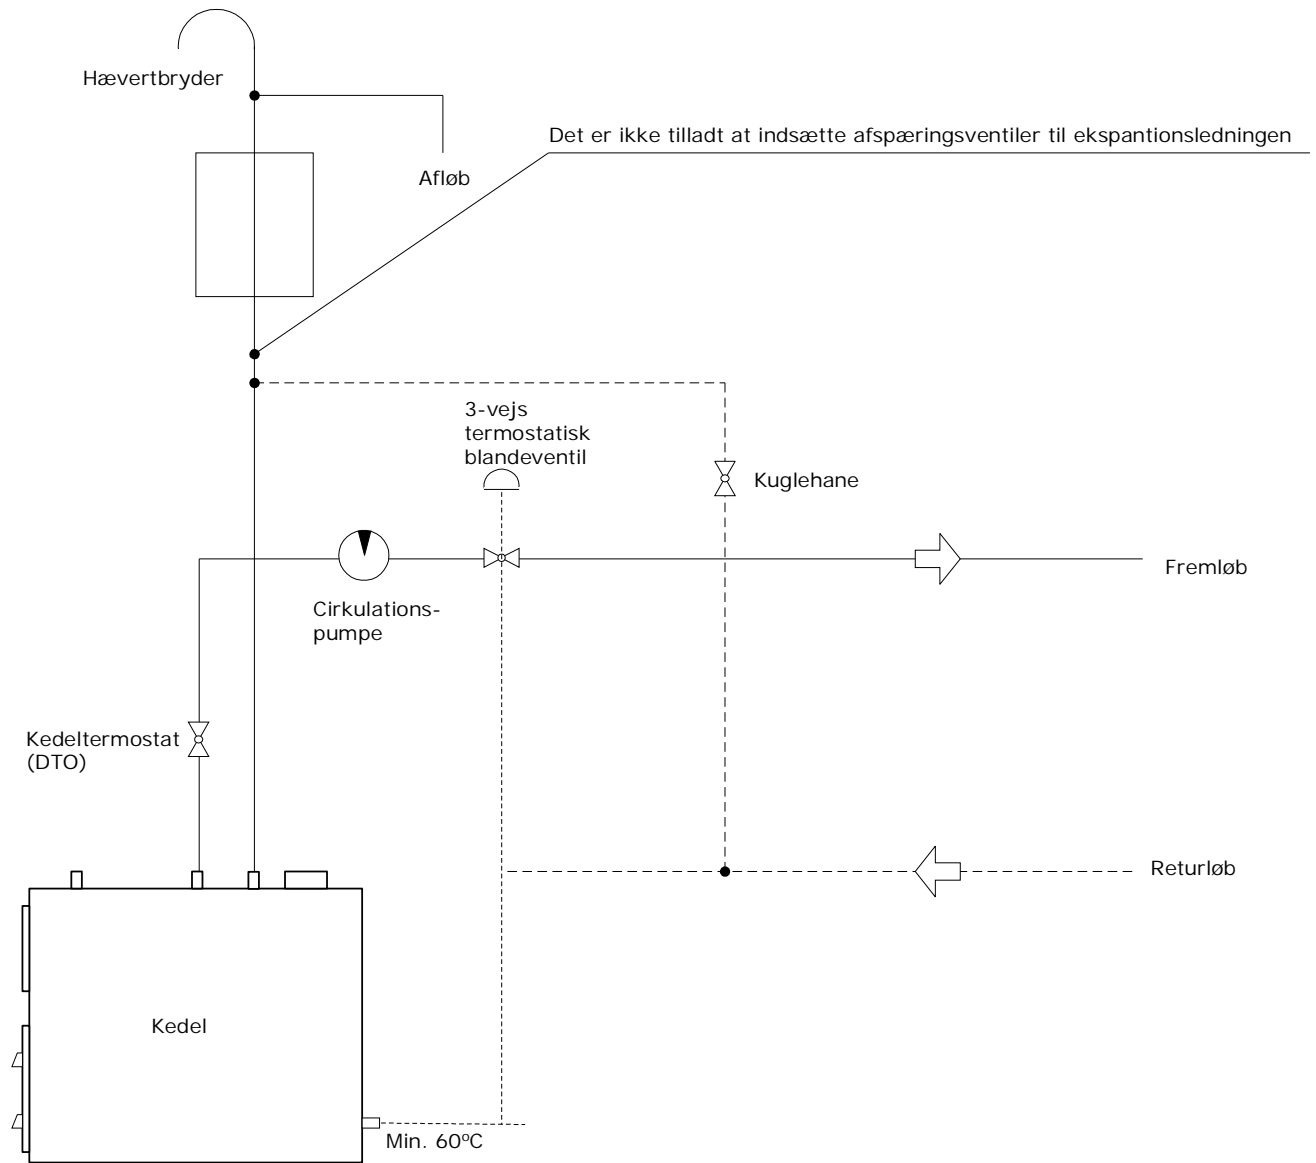 Hævertbryder
Det er ikke tilladt at indsætte afspæringsventiler til ekspantionsledningen
Afløb
3-vejs
termostatisk
blandeventil
Kuglehane
Fremløb
Cirkulations-
pumpe
Kedeltermostat
(DTO)
Returløb
Kedel
Min. 60ºC